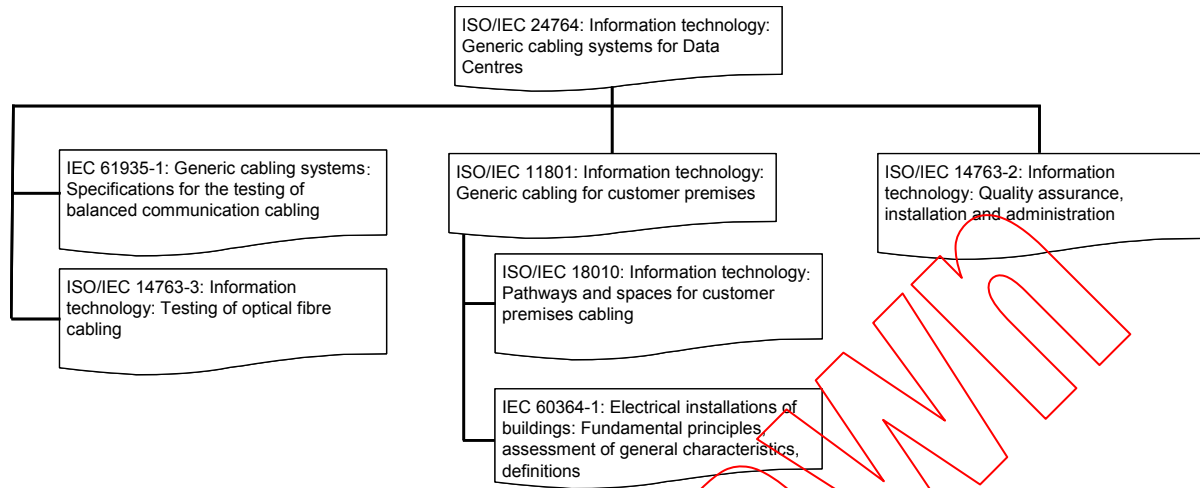 ISO/IEC 24764: Information technology:
Generic cabling systems for Data
Centres
IEC 61935-1: Generic cabling systems:
Specifications for the testing of
balanced communication cabling
ISO/IEC 11801: Information technology:
Generic cabling for customer premises
ISO/IEC 14763-2: Information
technology: Quality assurance,
installation and administration
ISO/IEC 14763-3: Information
technology: Testing of optical fibre
cabling
ISO/IEC 18010: Information technology:
Pathways and spaces for customer
premises cabling
IEC 60364-1: Electrical installations of
buildings: Fundamental principles,
assessment of general characteristics,
definitions
wn